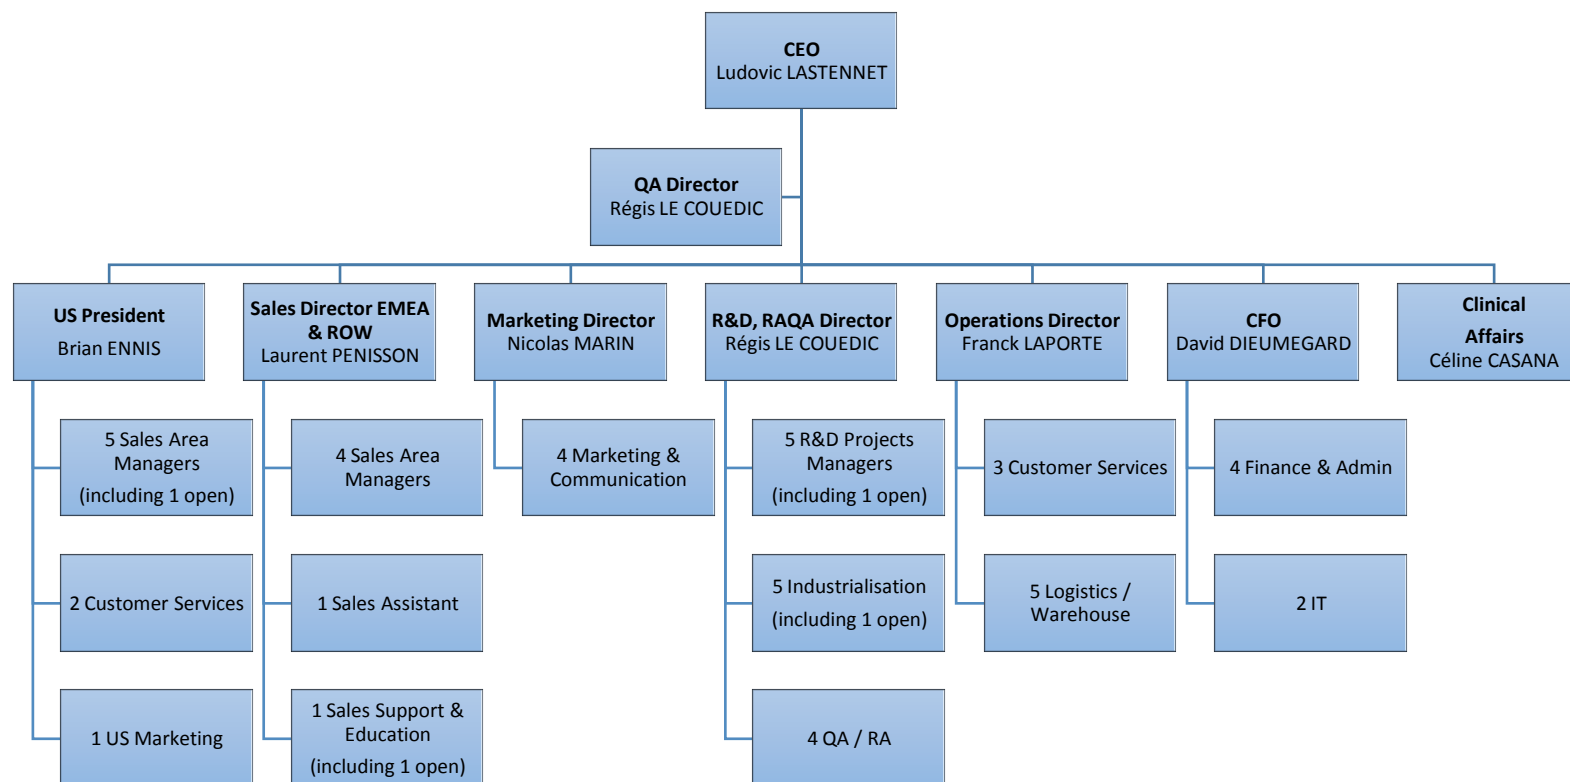 CEO
Ludovic LASTENNET
QA Director
Régis LE COUEDIC
US President
Brian ENNIS
Sales Director EMEA
& ROW
Laurent PENISSON
Marketing Director
Nicolas MARIN
R&D, RAQA Director
Régis LE COUEDIC
Operations Director
Franck LAPORTE
CFO
David DIEUMEGARD
Clinical
Affairs
Céline CASANA
5 Sales Area
Managers
(including 1 open)
4 Sales Area
Managers
4 Marketing &
Communication
5 R&D Projects
Managers
(including 1 open)
3 Customer Services
4 Finance & Admin
2 Customer Services
1 Sales Assistant
5 Industrialisation
(including 1 open)
5 Logistics /
Warehouse
2 IT
1 US Marketing
1 Sales Support &
Education
(including 1 open)
4 QA / RA